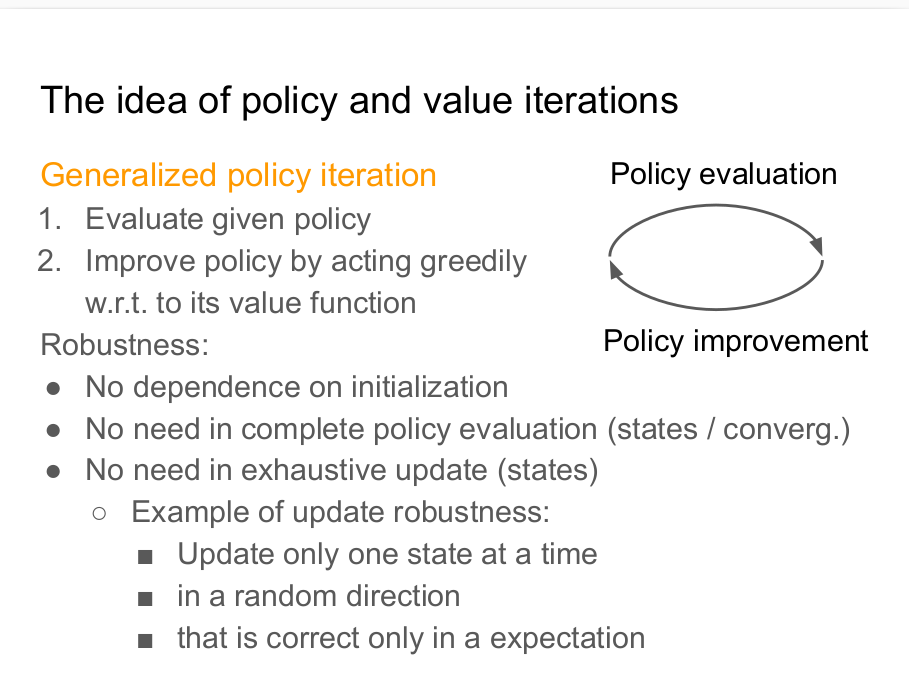 The idea of policy and value iterations
Generalized policy iteration
1. Evaluate given policy
2. Improve policy by acting greedily
w.r.t. to its value function
Policy evaluation
Policy improvement
Robustness:
● No dependence on initialization
● No need in complete policy evaluation (states / converg.)
● No need in exhaustive update (states)
○ Example of update robustness:
■ Update only one state at a time
■ in a random direction
■ that is correct only in a expectation